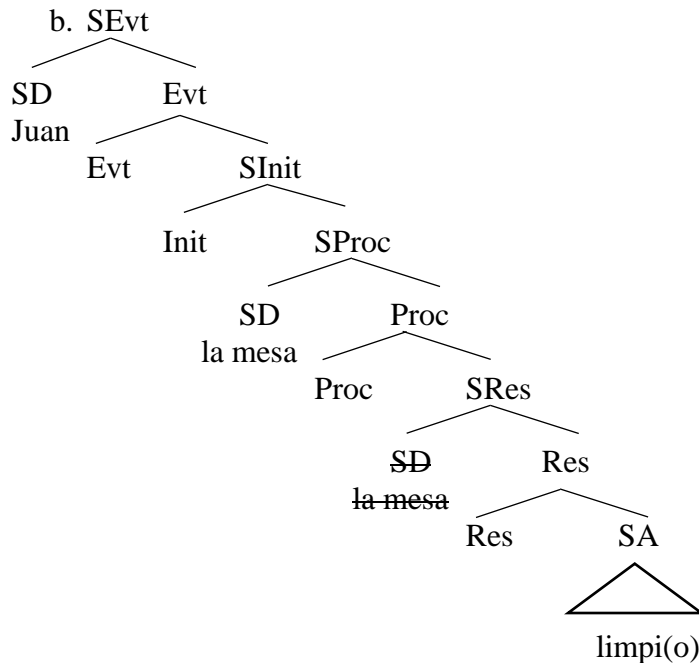 b. SEvt
SD Evt
Juan
Evt SInit
Init SProc
SD Proc
la mesa
Proc SRes
SD Res
la mesa
Res SA
limpi(o)